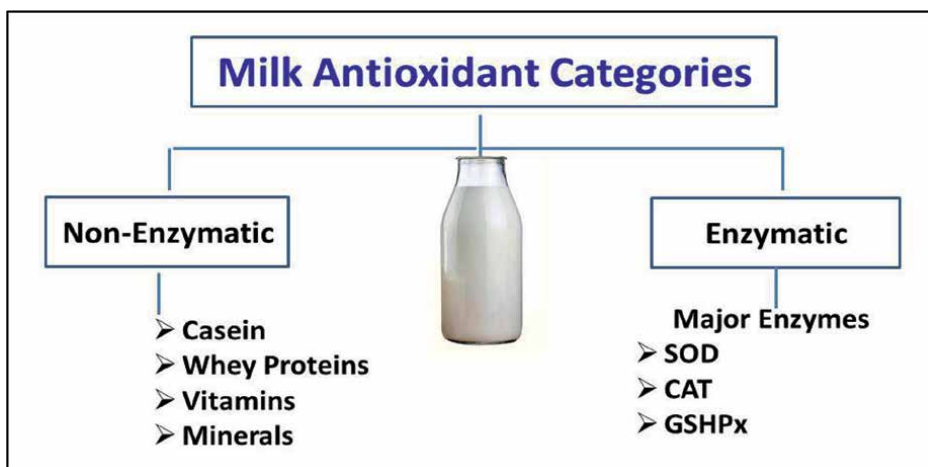 Milk Antioxidant Categories
Non-Enzymatic
➢ Casein
➢ Whey Proteins
➢ Vitamins
➢ Minerals
Enzymatic
Major Enzymes
➢ SOD
➢ CAT
➢ GSHPx